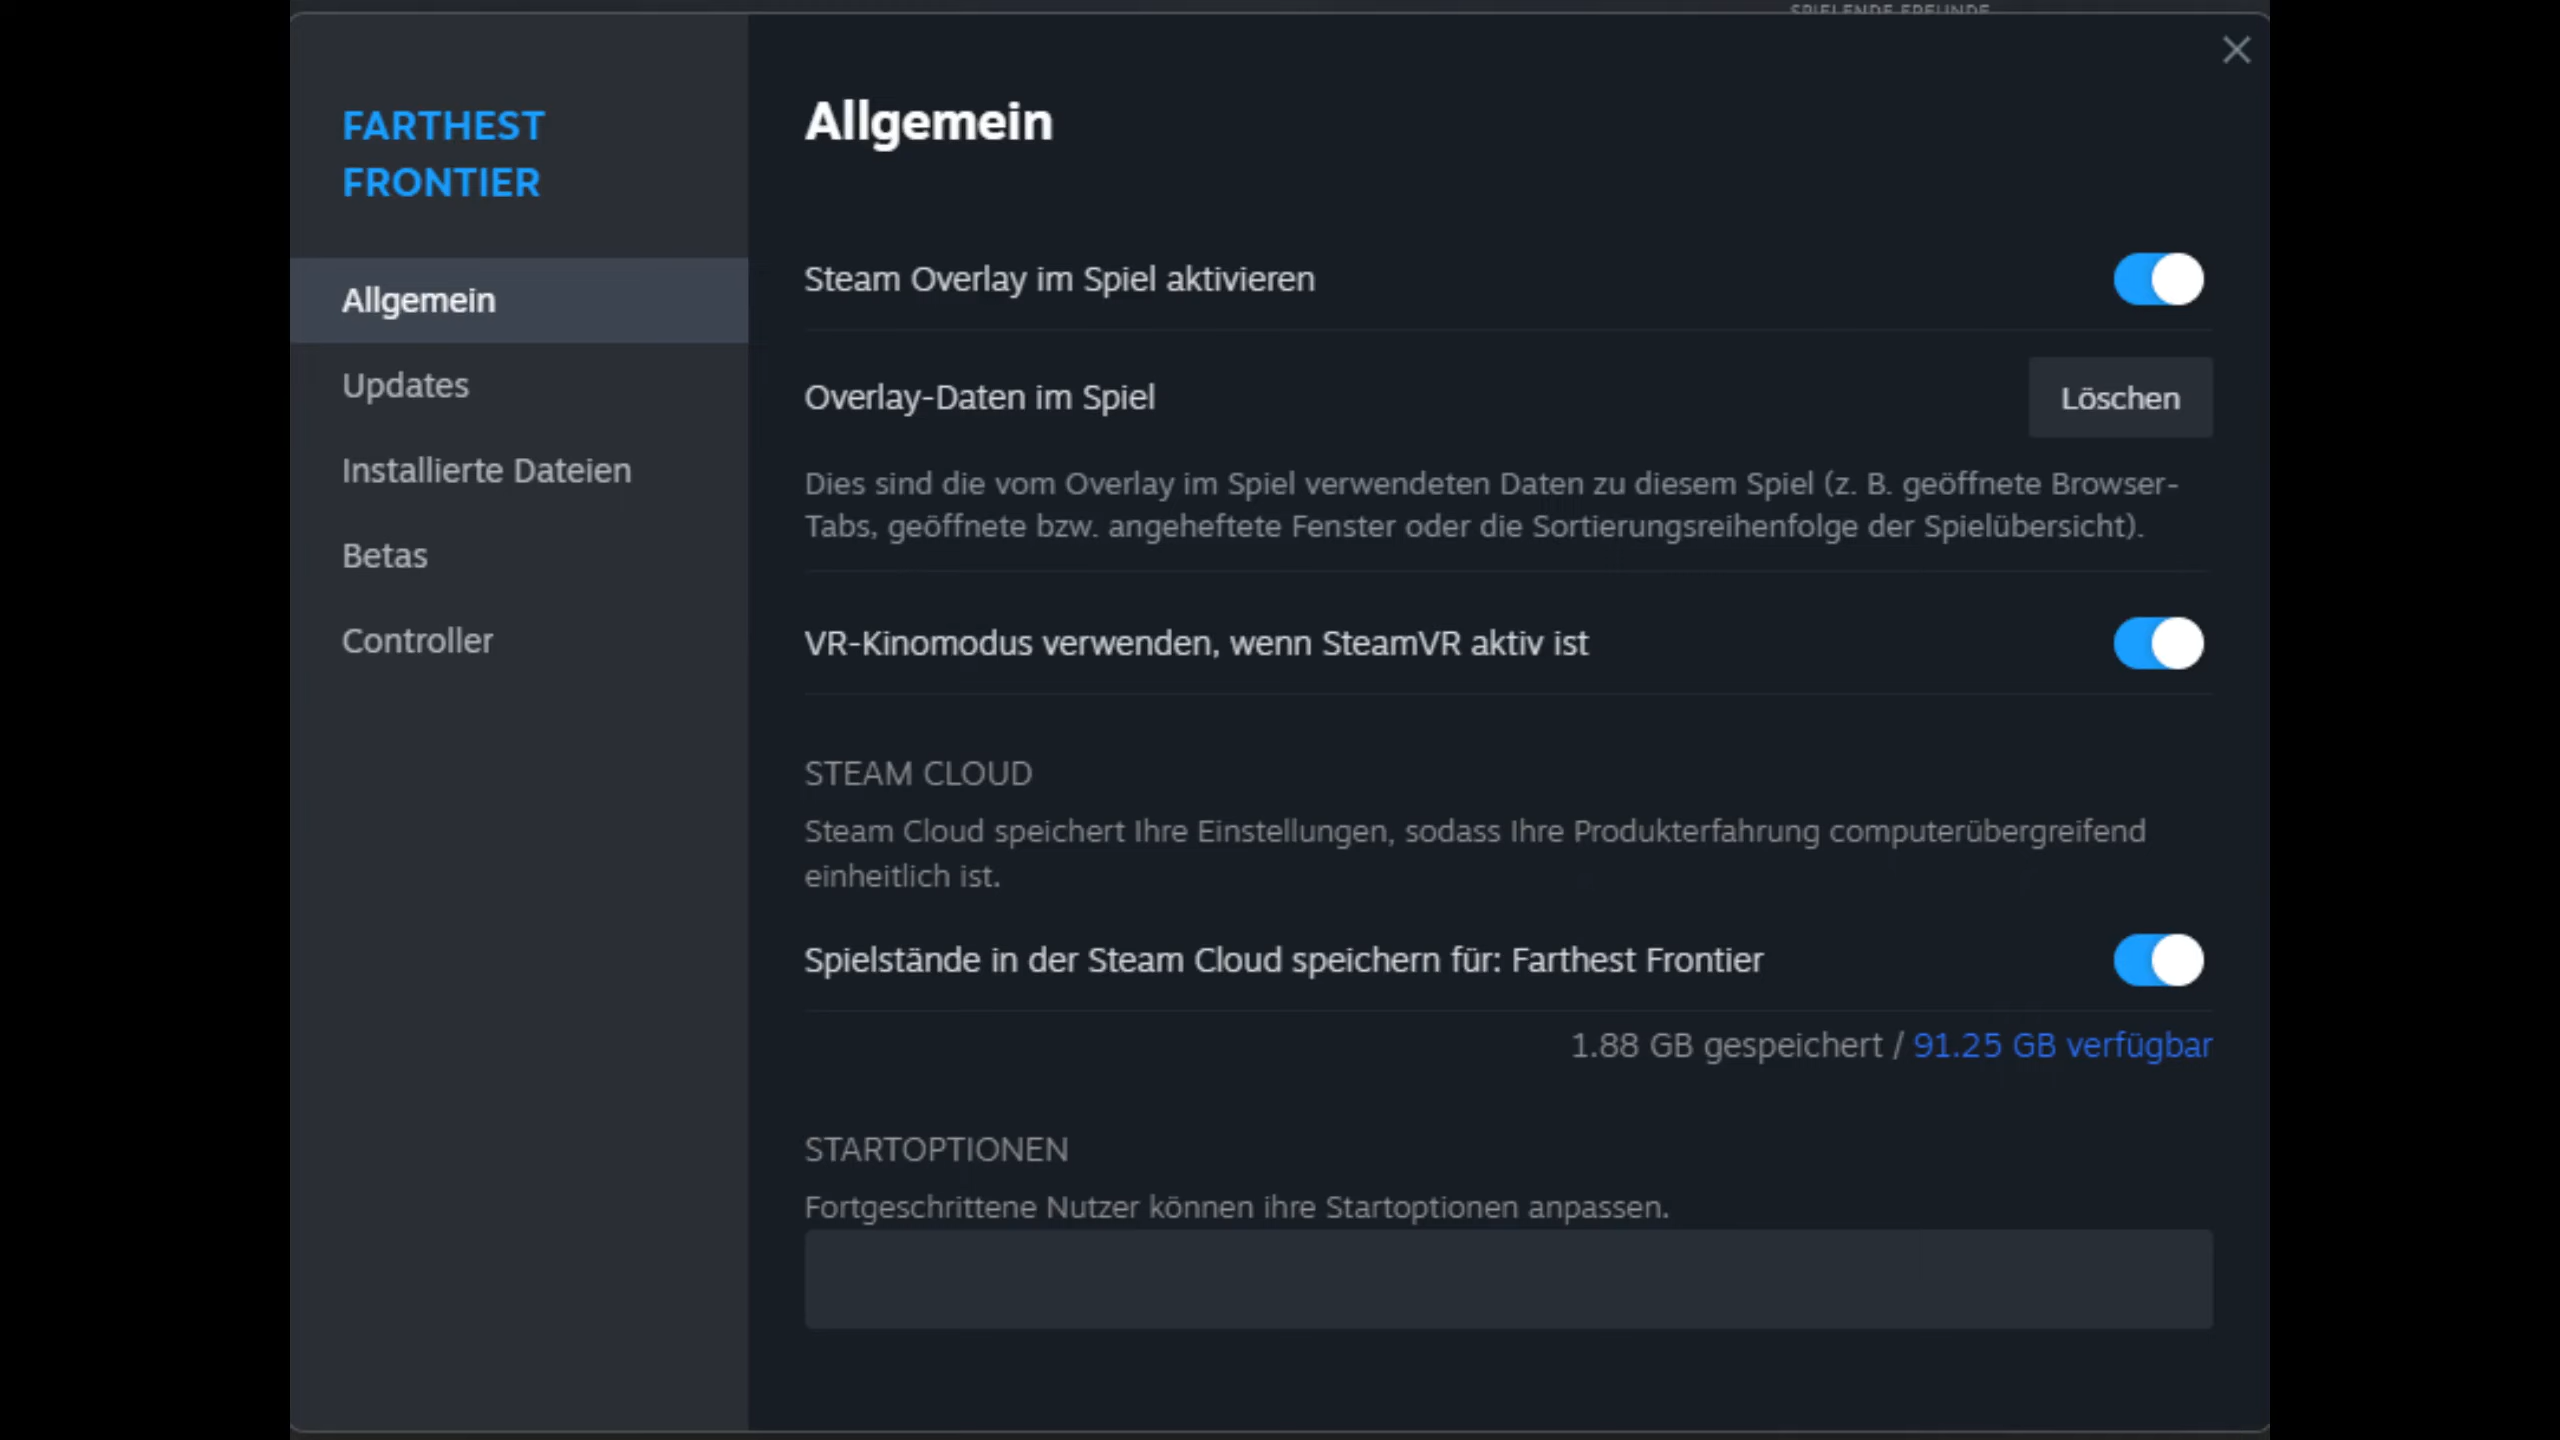 SPIELENDE FREUNDE
FARTHEST
FRONTIER
Allgemein
Updates
Installierte Dateien
Betas
Controller
Allgemein
Steam Overlay im Spiel aktivieren
Overlay-Daten im Spiel
Löschen
Dies sind die vom Overlay im Spiel verwendeten Daten zu diesem Spiel (z. B. geöffnete Browser-
Tabs, geöffnete bzw. angeheftete Fenster oder die Sortierungsreihenfolge der Spielübersicht).
VR-Kinomodus verwenden, wenn SteamVR aktiv ist
STEAM CLOUD
Steam Cloud speichert Ihre Einstellungen, sodass Ihre Produkterfahrung computerübergreifend
einheitlich ist.
Spielstände in der Steam Cloud speichern für: Farthest Frontier
1.88 GB gespeichert / 91.25 GB verfügbar
STARTOPTIONEN
Fortgeschrittene Nutzer können ihre Startoptionen anpassen.